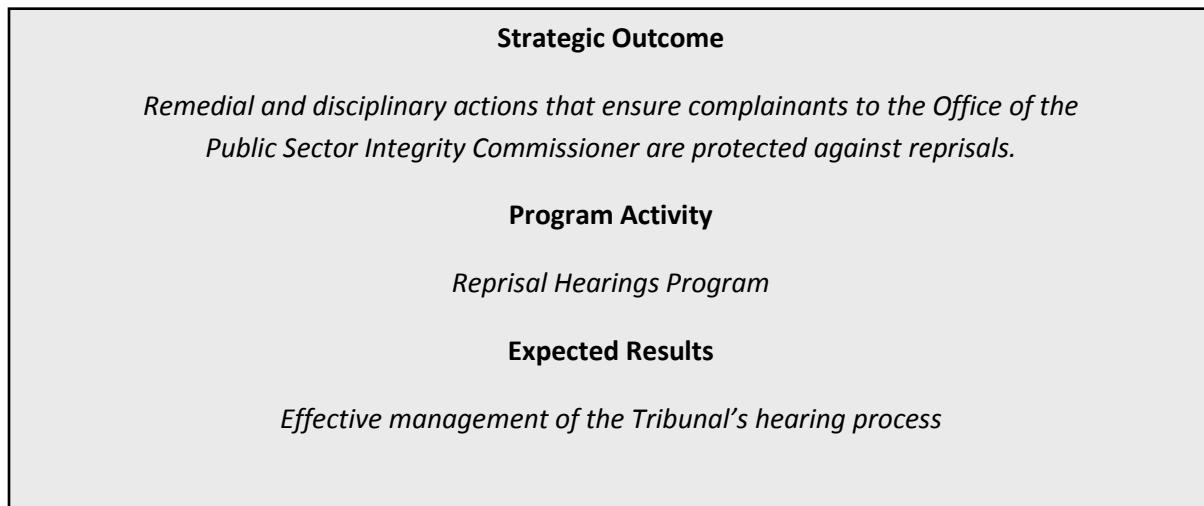 Strategic Outcome
Remedial and disciplinary actions that ensure complainants to the Office of the
Public Sector Integrity Commissioner are protected against reprisals.
Program Activity
Reprisal Hearings Program
Expected Results
Effective management of the Tribunal’s hearing process